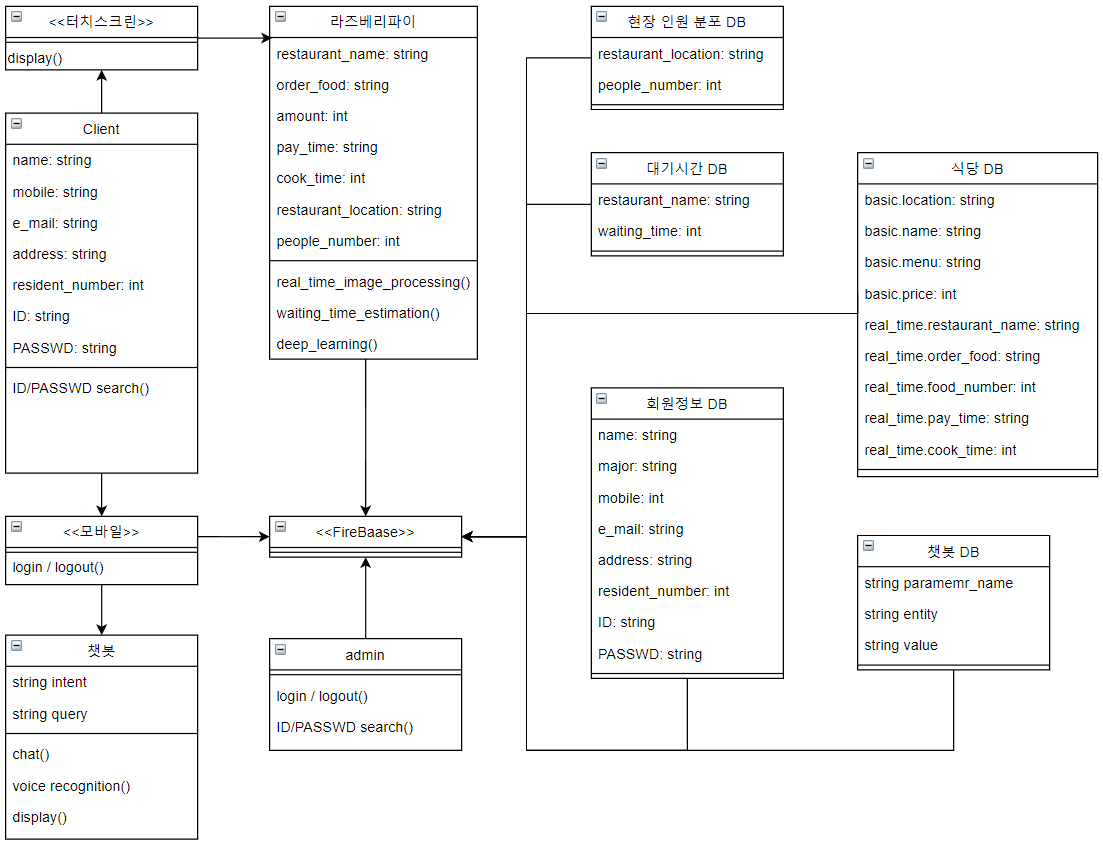 <<터치스크린>>
display()
Client
name: string
mobile: string
e_mail: string
address: string
resident_number: int
ID: string
PASSWD: string
ID/PASSWD search()
<<모바일>>
login / logout()
챗봇
string intent
string query
chat()
voice recognition()
display()
라즈베리파이
restaurant_name: string
order_food: string
amount: int
pay_time: string
cook_time: int
restaurant_location: string
people_number: int
real_time_image_processing()
waiting_time_estimation()
deep_learning()
<<FireBaase>>
admin
login / logout()
ID/PASSWD search()
현장 인원 분포 DB
restaurant_location: string
people_number: int
대기시간 DB
restaurant_name: string
waiting_time: int
회원정보 DB
name: string
major: string
mobile: int
e_mail: string
address: string
resident_number: int
ID: string
PASSWD: string
식당 DB
basic.location: string
basic.name: string
basic.menu: string
basic.price: int
real_time.restaurant_name: string
real_time.order_food: string
real_time.food_number: int
real_time.pay_time: string
real_time.cook_time: int
챗봇 DB
string paramemr_name
string entity
string value